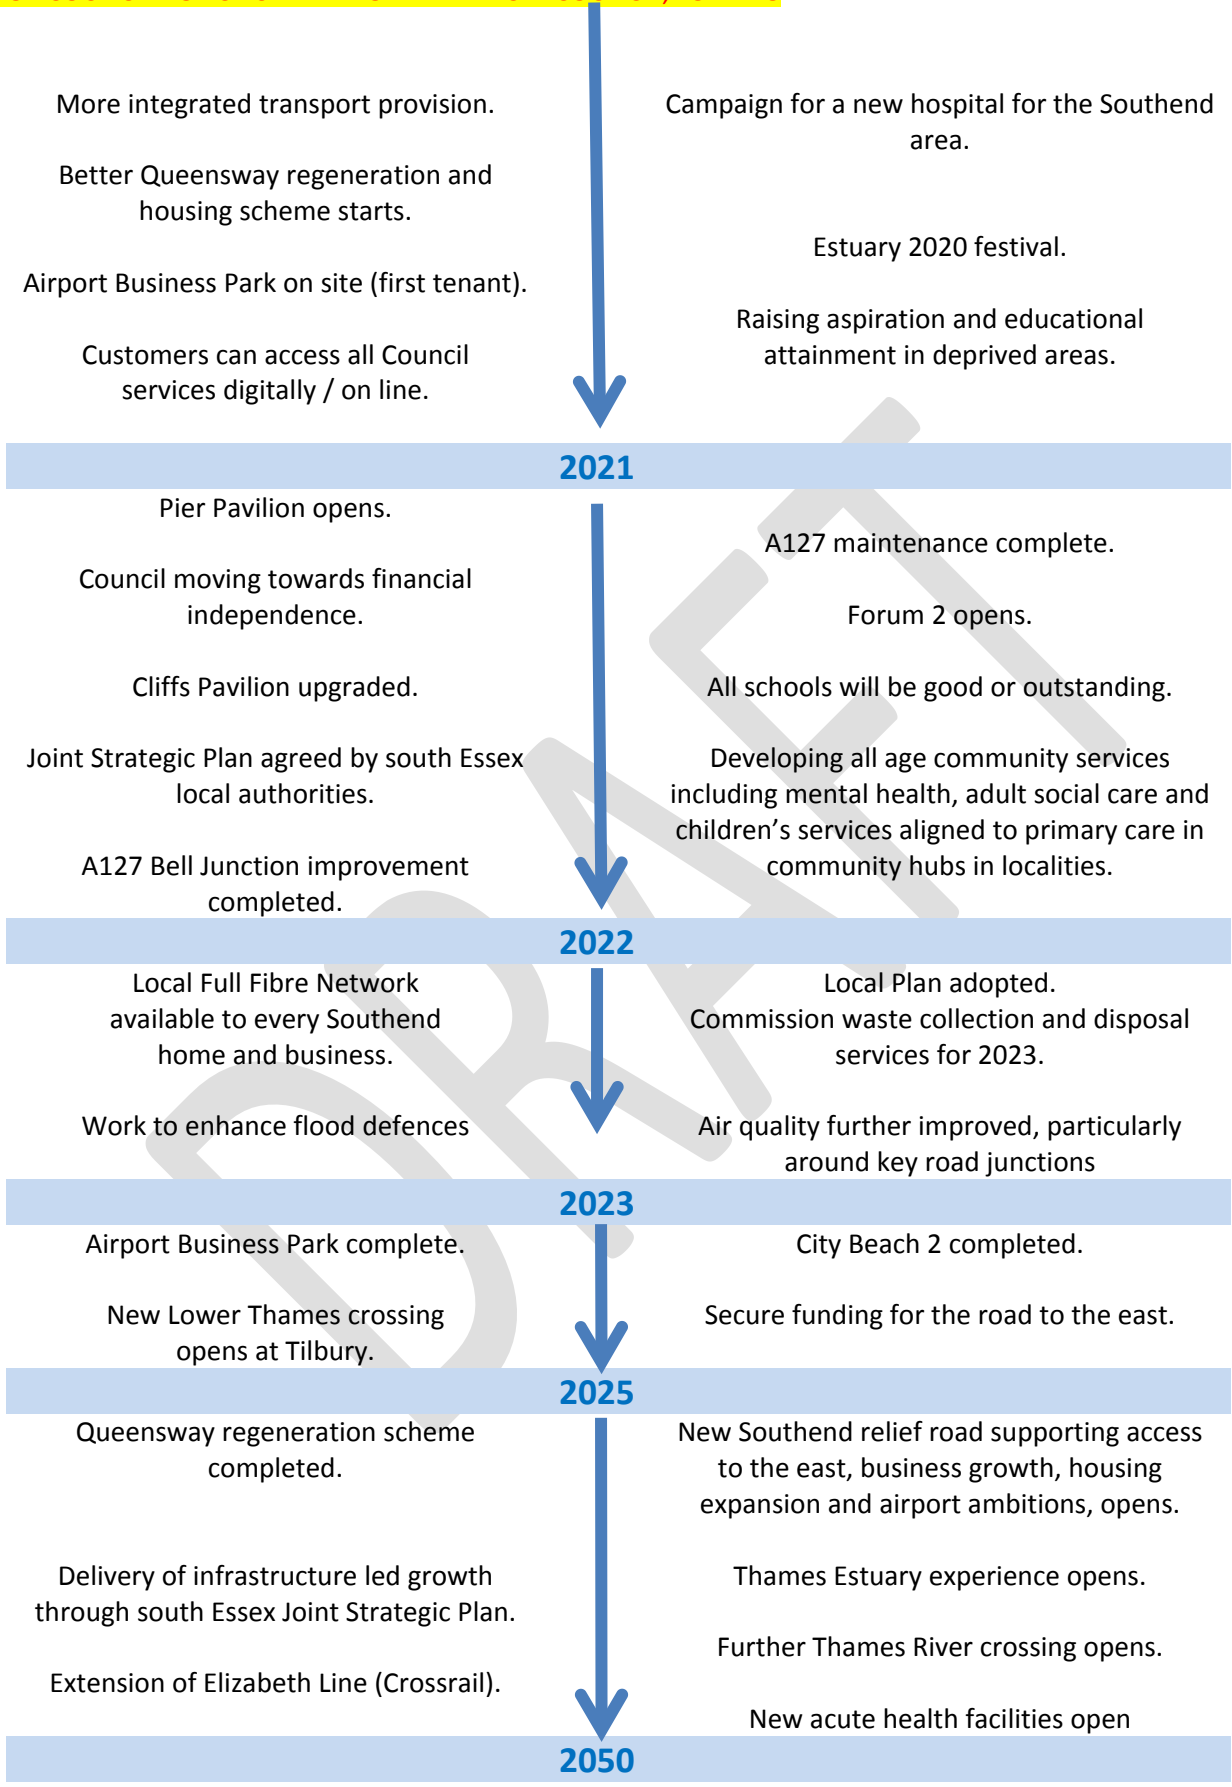 More integrated transport provision.
Better Queensway regeneration and
housing scheme starts.
Airport Business Park on site (first tenant).
Customers can access all Council
services digitally / on line.
Campaign for a new hospital for the Southend
area.
Estuary 2020 festival.
Raising aspiration and educational
attainment in deprived areas.
2021
Pier Pavilion opens.
Council moving towards financial
independence.
Cliffs Pavilion upgraded.
Joint Strategic Plan agreed by south Essex
local authorities.
A127 Bell Junction improvement
completed.
A127 maintenance complete.
Forum 2 opens.
All schools will be good or outstanding.
Developing all age community services
including mental health, adult social care and
children’s services aligned to primary care in
community hubs in localities.
2022
Local Full Fibre Network
available to every Southend
home and business.
Work to enhance flood defences
Local Plan adopted.
Commission waste collection and disposal
services for 2023.
Air quality further improved, particularly
around key road junctions
2023
Airport Business Park complete.
New Lower Thames crossing
opens at Tilbury.
City Beach 2 completed.
Secure funding for the road to the east.
2025
Queensway regeneration scheme
completed.
Delivery of infrastructure led growth
through south Essex Joint Strategic Plan.
Extension of Elizabeth Line (Crossrail).
New Southend relief road supporting access
to the east, business growth, housing
expansion and airport ambitions, opens.
Thames Estuary experience opens.
Further Thames River crossing opens.
New acute health facilities open
2050
DRAFT